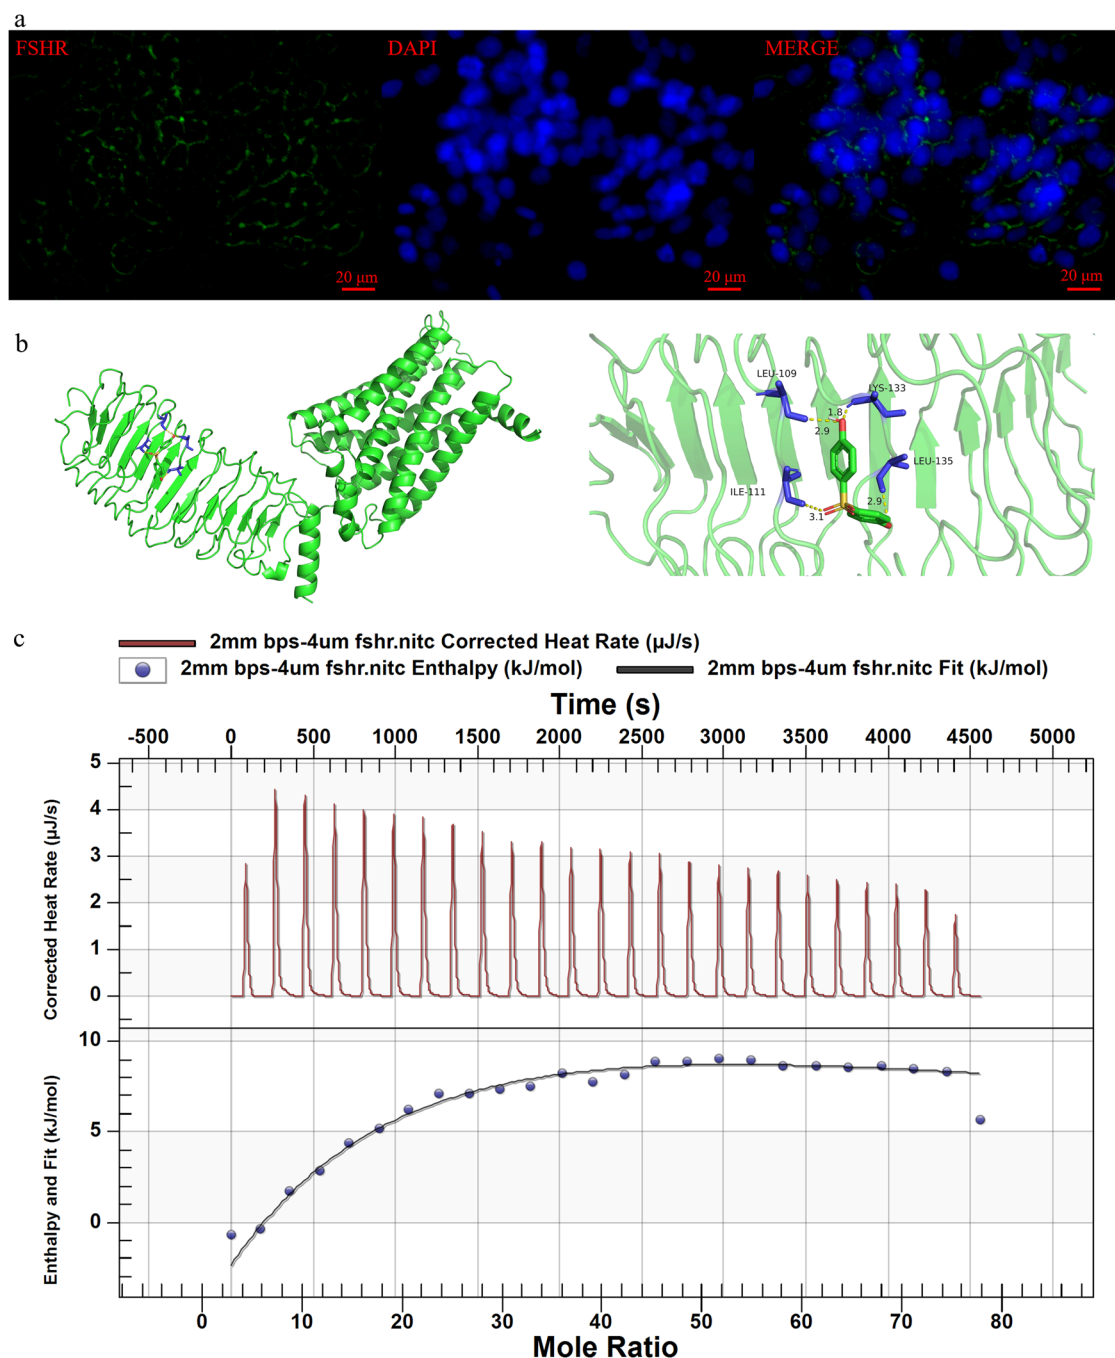 a
FSHR DAPI MERGE
20 μm 20 μm 20 μm
b
LEU-109 LYS-133
1.8
2.9
LEU-135
ILE-111
2.9
3.1
c
2mm bps-4um fshr.nitc Corrected Heat Rate (μJ/s)
2mm bps-4um fshr.nitc Enthalpy (kJ/mol) 2mm bps-4um fshr.nitc Fit (kJ/mol)
Time (s)
-500 0 500 1000 1500 2000 2500 3000 3500 4000 4500 5000
Corrected Heat Rate (μJ/s)
5
4
3
2
1
0
Enthalpy and Fit (kJ/mol)
10
5
0
0 10 20 30 40 50 60 70 80
Mole Ratio